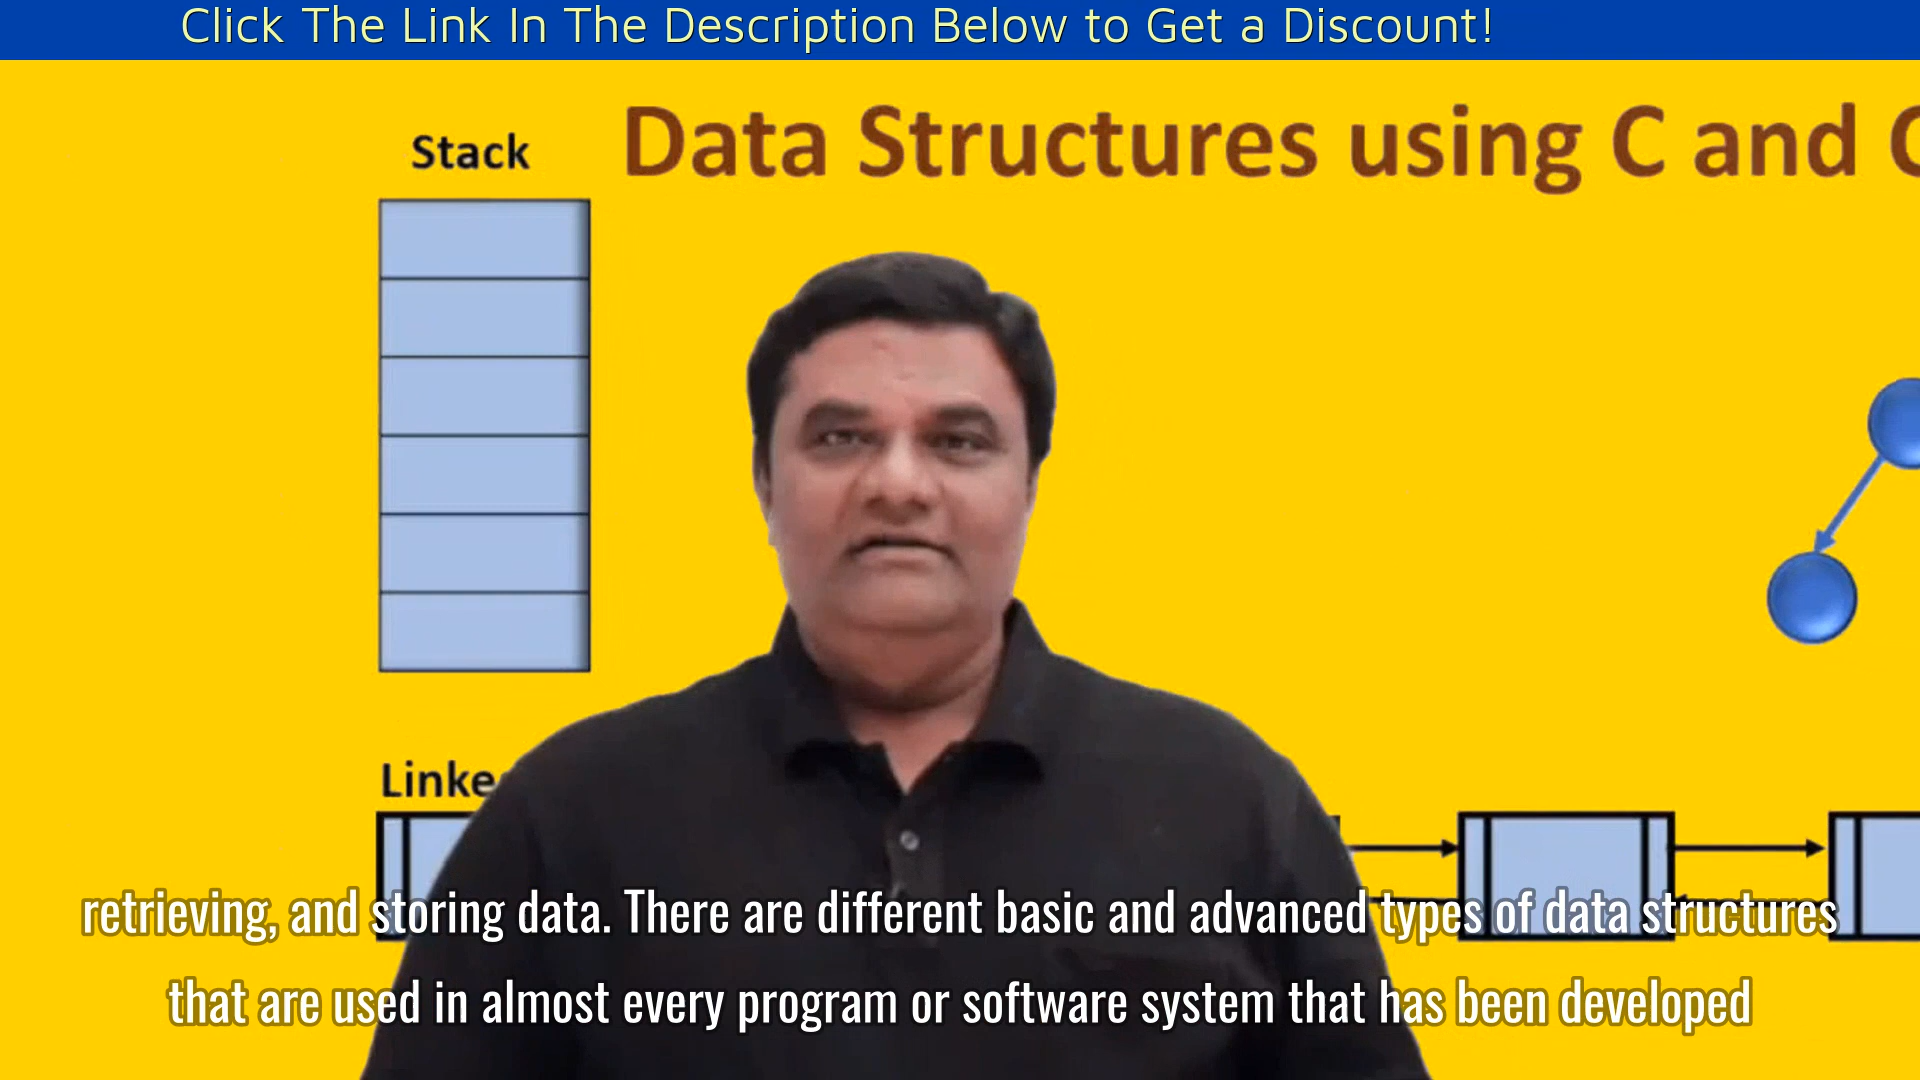 Click The Link In The Description Below to Get a Discount!
Stack
Data Structures using C and
retrieving, and storing data. There are different basic and advanced types of data structures
that are used in almost every program or software system that has been developed